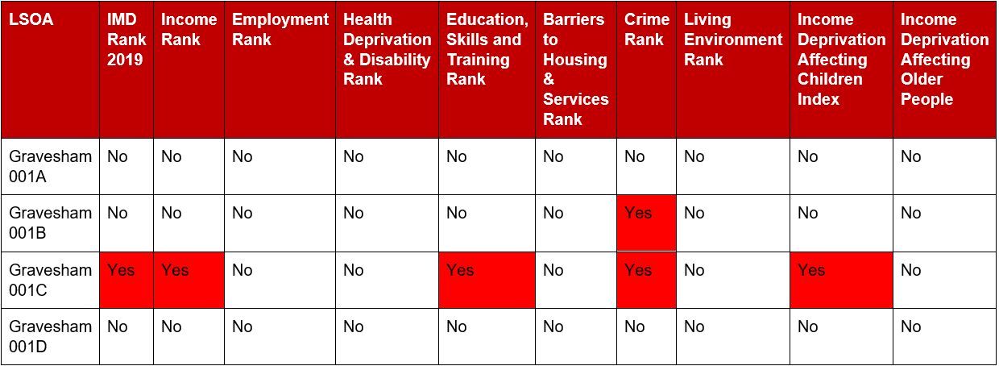 LSOA
IMD
Rank
2019
Income
Rank
Employment
Rank
Health
Deprivation
& Disability
Rank
Education,
Skills and
Training
Rank
Barriers
to
Housing
&
Services
Rank
Crime
Rank
Living
Environment
Rank
Income
Deprivation
Affecting
Children
Index
Income
Deprivation
Affecting
Older
People
Gravesham
001A
No
No
No
No
No
No
No
No
No
No
Gravesham
001B
No
No
No
No
No
No
Yes
No
No
No
Gravesham
001C
Yes
Yes
No
No
Yes
No
Yes
No
Yes
No
Gravesham
001D
No
No
No
No
No
No
No
No
No
No